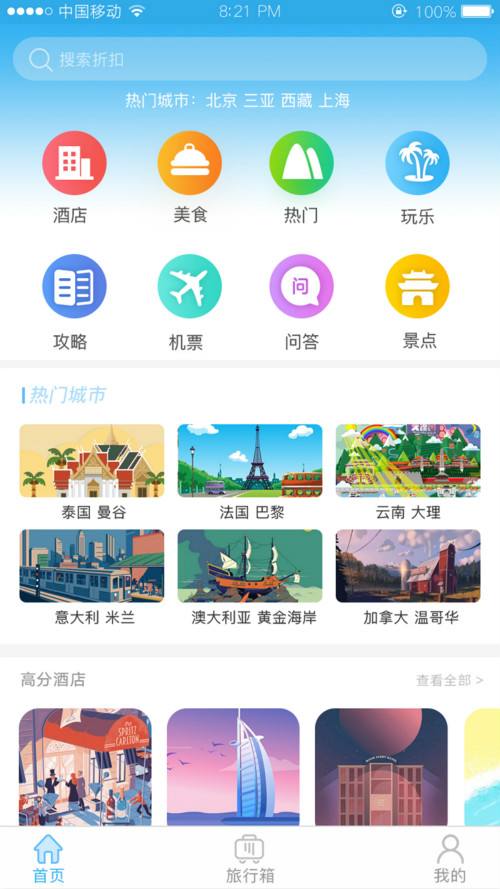 中国移动 8:21 PM 100%
搜索折扣
热门城市：北京 三亚 西藏 上海
酒店 美食 热门 玩乐
问
攻略 机票 问答 景点
热门城市
泰国 曼谷 法国 巴黎 云南 大理
意大利 米兰 澳大利亚 黄金海岸 加拿大 温哥华
高分酒店 查看全部 >
SPRITZ
CARLTON
首页 旅行箱 我的